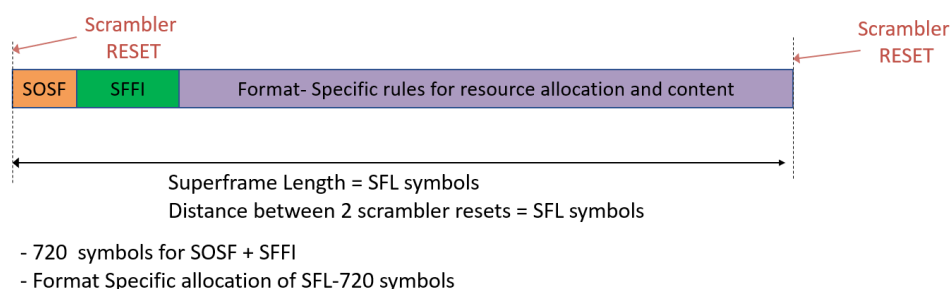 Scrambler
RESET
Scrambler
RESET
SOSF
SFFI
Format- Specific rules for resource allocation and content
Superframe Length = SFL symbols
Distance between 2 scrambler resets = SFL symbols
- 720 symbols for SOSF + SFFI
- Format Specific allocation of SFL-720 symbols